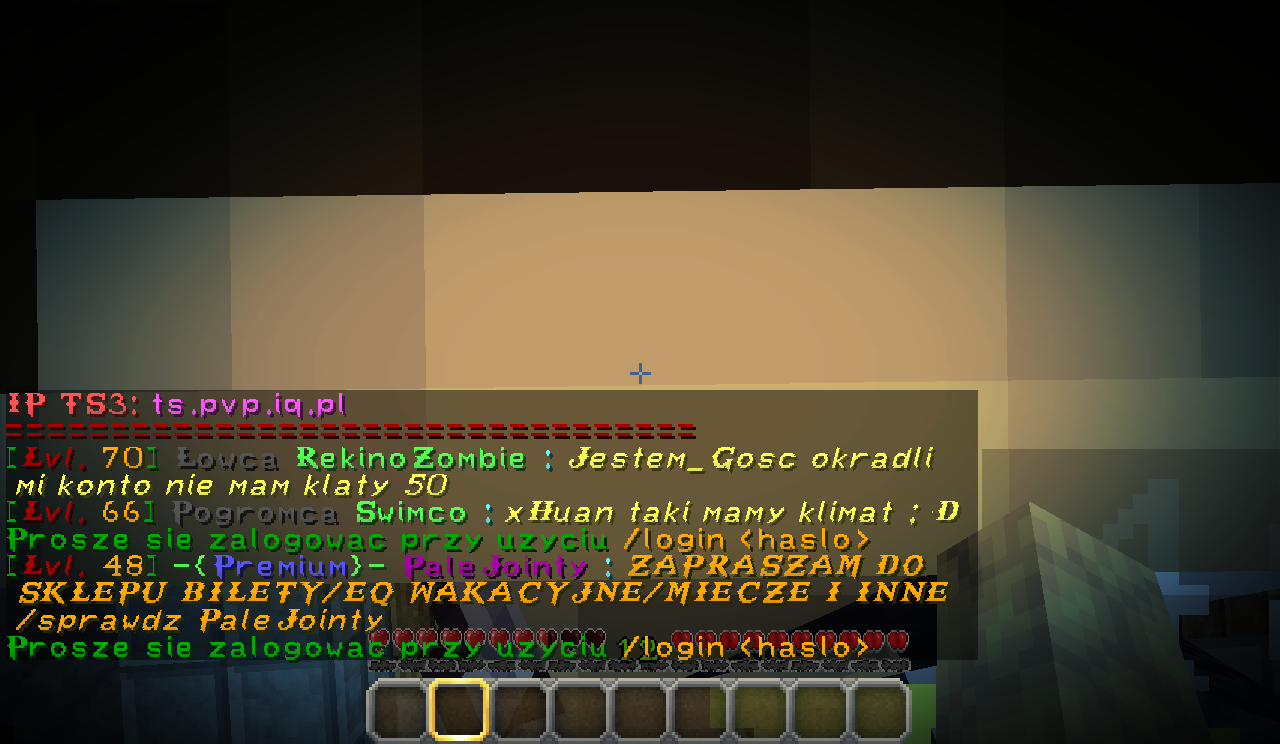 IP TS3: ts.pvp.iq.pl
=================================
[Lvl. 70] Łowca RekinoZombie : Jestem_Gosc okradli
mi konto nie mam klaty 50
[Lvl. 66] Pogromca Swimco : xHuan taki mamy klimat : D
Prosze sie zalogowac przy uzyciu /login <haslo>
[Lvl. 48] -{Premium}- PaleJointy : ZAPRASZAM DO
SKLEPU BILETY/EQ WAKACYJNE/MIECZE I INNE
/sprawdz PaleJointy
Prosze sie zalogowac przy uzyciu /login <haslo>